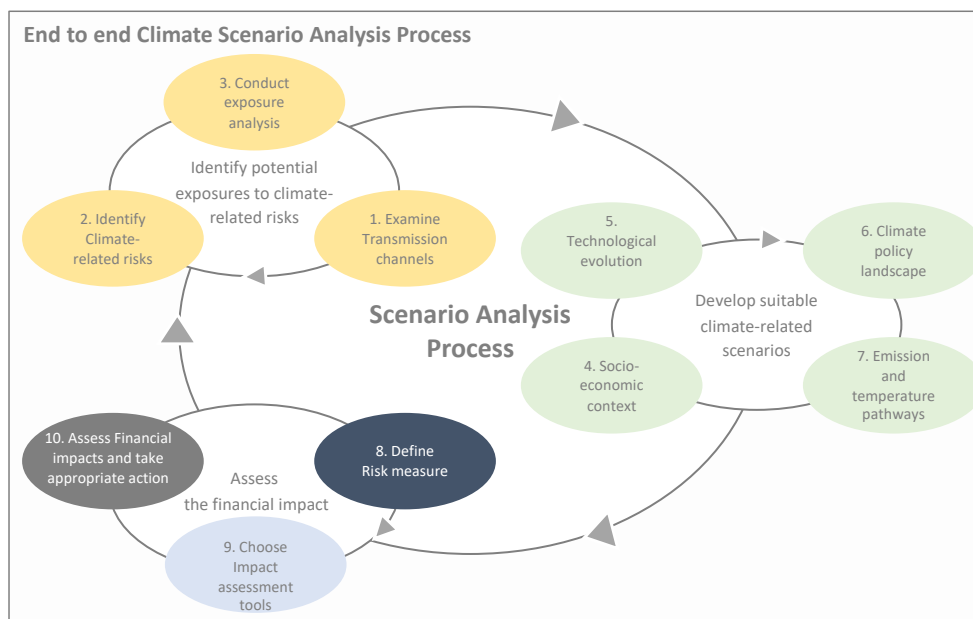 End to end Climate Scenario Analysis Process
3. Conduct
exposure
analysis
Identify potential
exposures to climate-
related risks
2. Identify
Climate-
related risks
1. Examine
Transmission
channels
5.
Technological
evolution
6. Climate
policy
landscape
Develop suitable
climate-related
scenarios
Scenario Analysis
Process
4. Socio-
economic
context
7. Emission and
temperature
pathways
10. Assess Financial
impacts and take
appropriate action
8. Define
Risk measure
Assess
the financial impact
9. Choose
Impact
assessment
tools